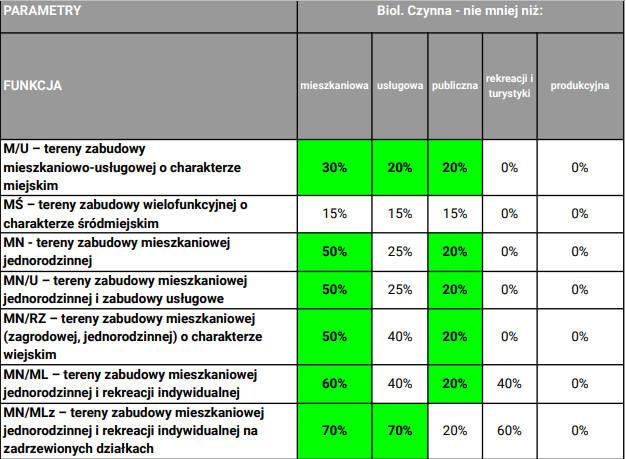 PARAMETRY Biol. Czynna - nie mniej niż:
FUNKCJA mieszkaniowa usługowa publiczna rekreacji i turystyki produkcyjna
M/U – tereny zabudowy
mieszkaniowo-usługowej o charakterze
miejskim
30% 20% 20% 0% 0%
MŚ – tereny zabudowy wielofunkcyjnej o
charakterze śródmiejskim
15% 15% 15% 0% 0%
MN - tereny zabudowy mieszkaniowej
jednorodzinnej
50% 25% 20% 0% 0%
MN/U – tereny zabudowy mieszkaniowej
jednorodzinnej i zabudowy usługowe
50% 25% 20% 0% 0%
MN/RZ – tereny zabudowy mieszkaniowej
(zagrodowej, jednorodzinnej) o charakterze
wiejskim
50% 40% 20% 0% 0%
MN/ML – tereny zabudowy mieszkaniowej
jednorodzinnej i rekreacji indywidualnej
60% 40% 20% 40% 0%
MN/MLz – tereny zabudowy mieszkaniowej
jednorodzinnej i rekreacji indywidualnej na
zadrzewionych działkach
70% 70% 20% 60% 0%